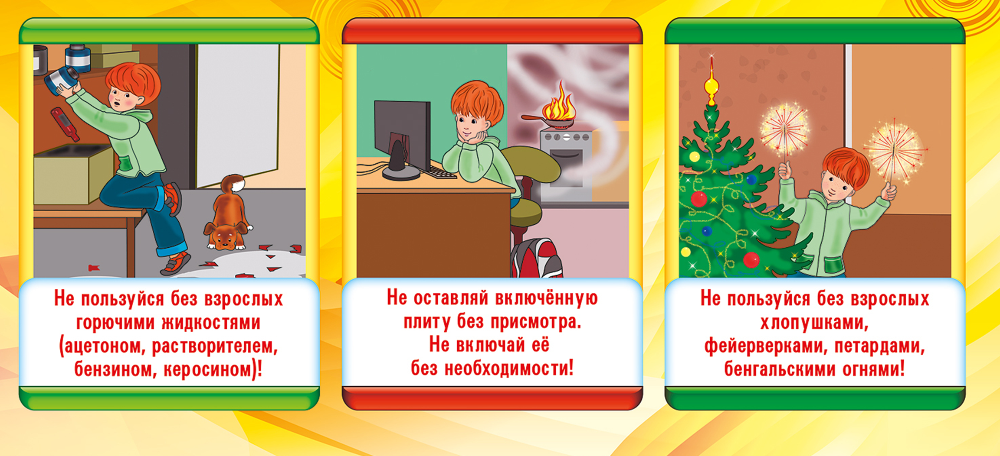 Не пользуйся без взрослых
горючими жидкостями
(ацетоном, растворителем,
бензином, керосином)!
Не оставляй включённую
плиту без присмотра.
Не включай её
без необходимости!
Не пользуйся без взрослых
хлопушками,
фейерверками, петардами,
бенгальскими огнями!